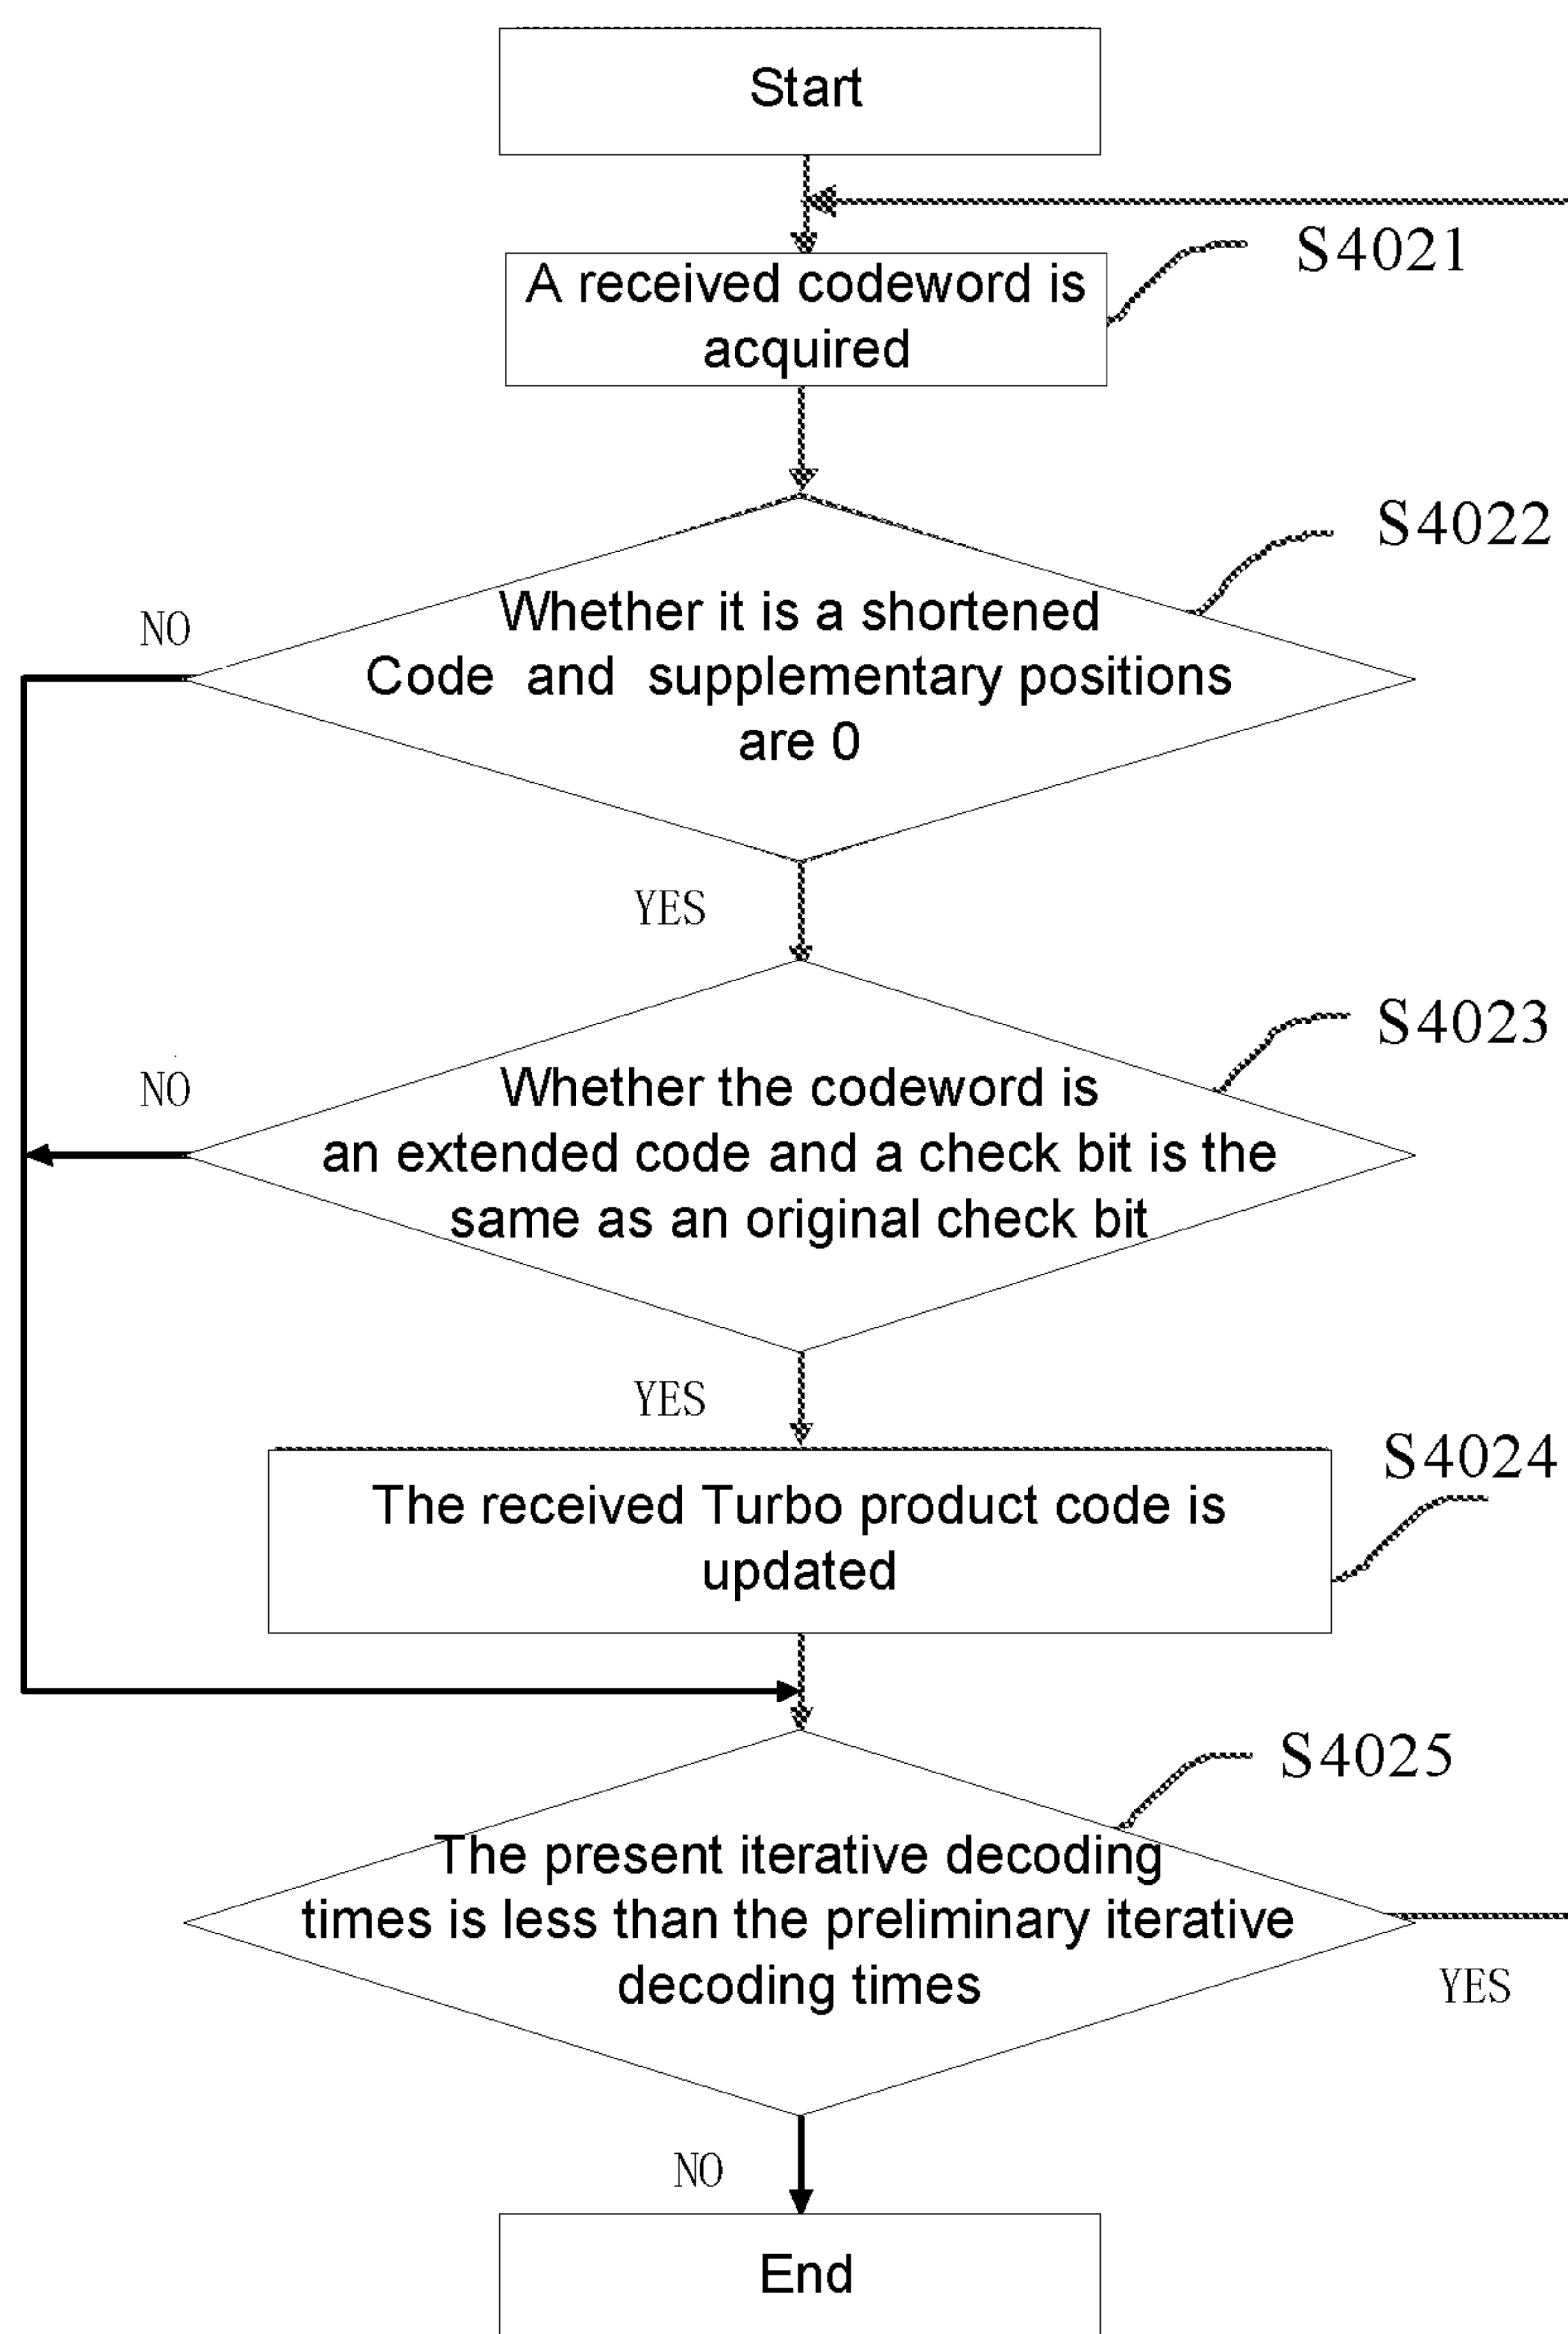 Start
S4021
A received codeword is
acquired
S4022
Whether it is a shortened
NO
Code and supplementary positions
are 0
YES
S4023
Whether the codeword is
NO
an extended code and a check bit is the
same as an original check bit
YES
S4024
The received Turbo product code is
updated
S4025
The present iterative decoding
times is less than the preliminary iterative
decoding times
YES
NO
End